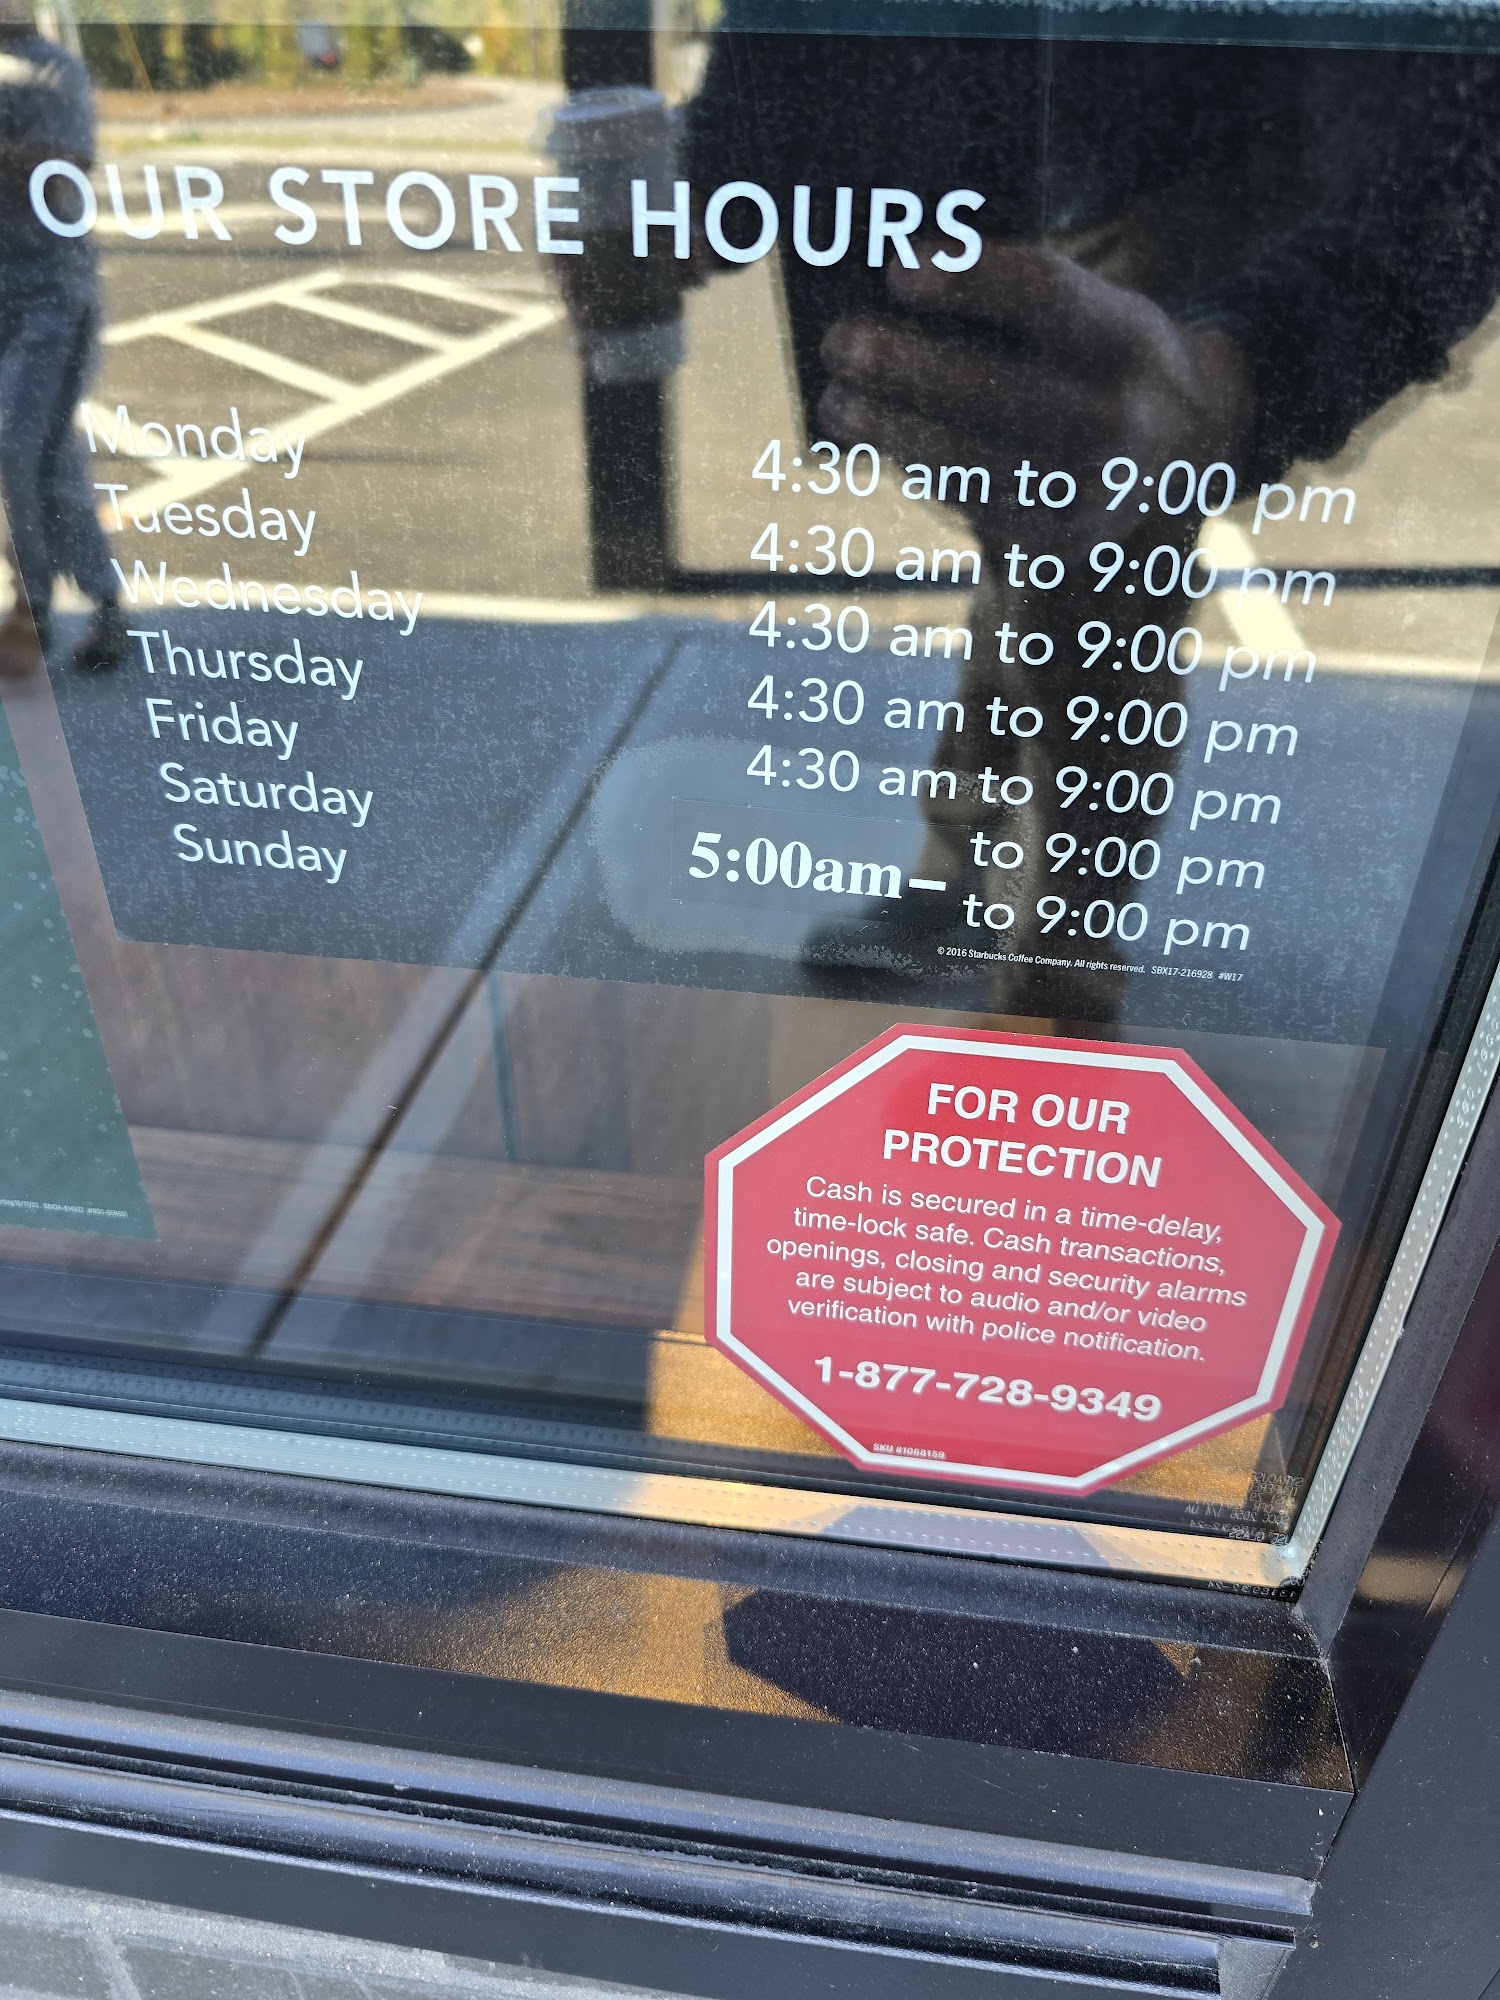 OUR STORE HOURS
Monday 4:30 am to 9:00 pm
Tuesday 4:30 am to 9:00 pm
Wednesday 4:30 am to 9:00 pm
Thursday 4:30 am to 9:00 pm
Friday 4:30 am to 9:00 pm
Saturday to 9:00 pm
5:00am–
Sunday to 9:00 pm
© 2016 Starbucks Coffee Company. All rights reserved. SBX17-216928 #W17
FOR OUR
PROTECTION
Cash is secured in a time-delay,
time-lock safe. Cash transactions,
openings, closing and security alarms
are subject to audio and/or video
verification with police notification.
1-877-728-9349
SKU #1068159